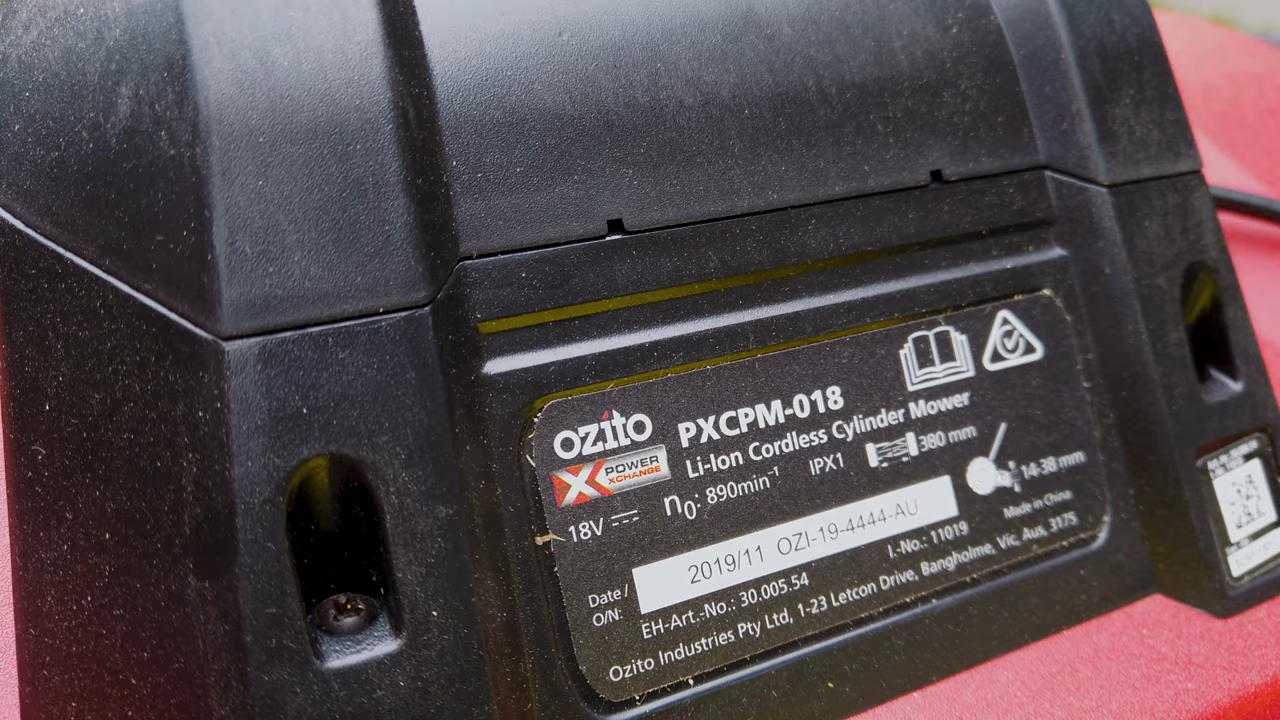 ozito
POWER
XCHANGE
PXCPM-018
Li-Ion Cordless Cylinder Mower
18V
n0: 890min-1 IPX1 380 mm
14-38 mm
Date /
O/N:
2019/11 OZI-19-4444-AU
Made in China
EH-Art.-No.: 30.005.54 I.-No.: 11019
Ozito Industries Pty Ltd, 1-23 Letcon Drive, Bangholme, Vic, Aus, 3175